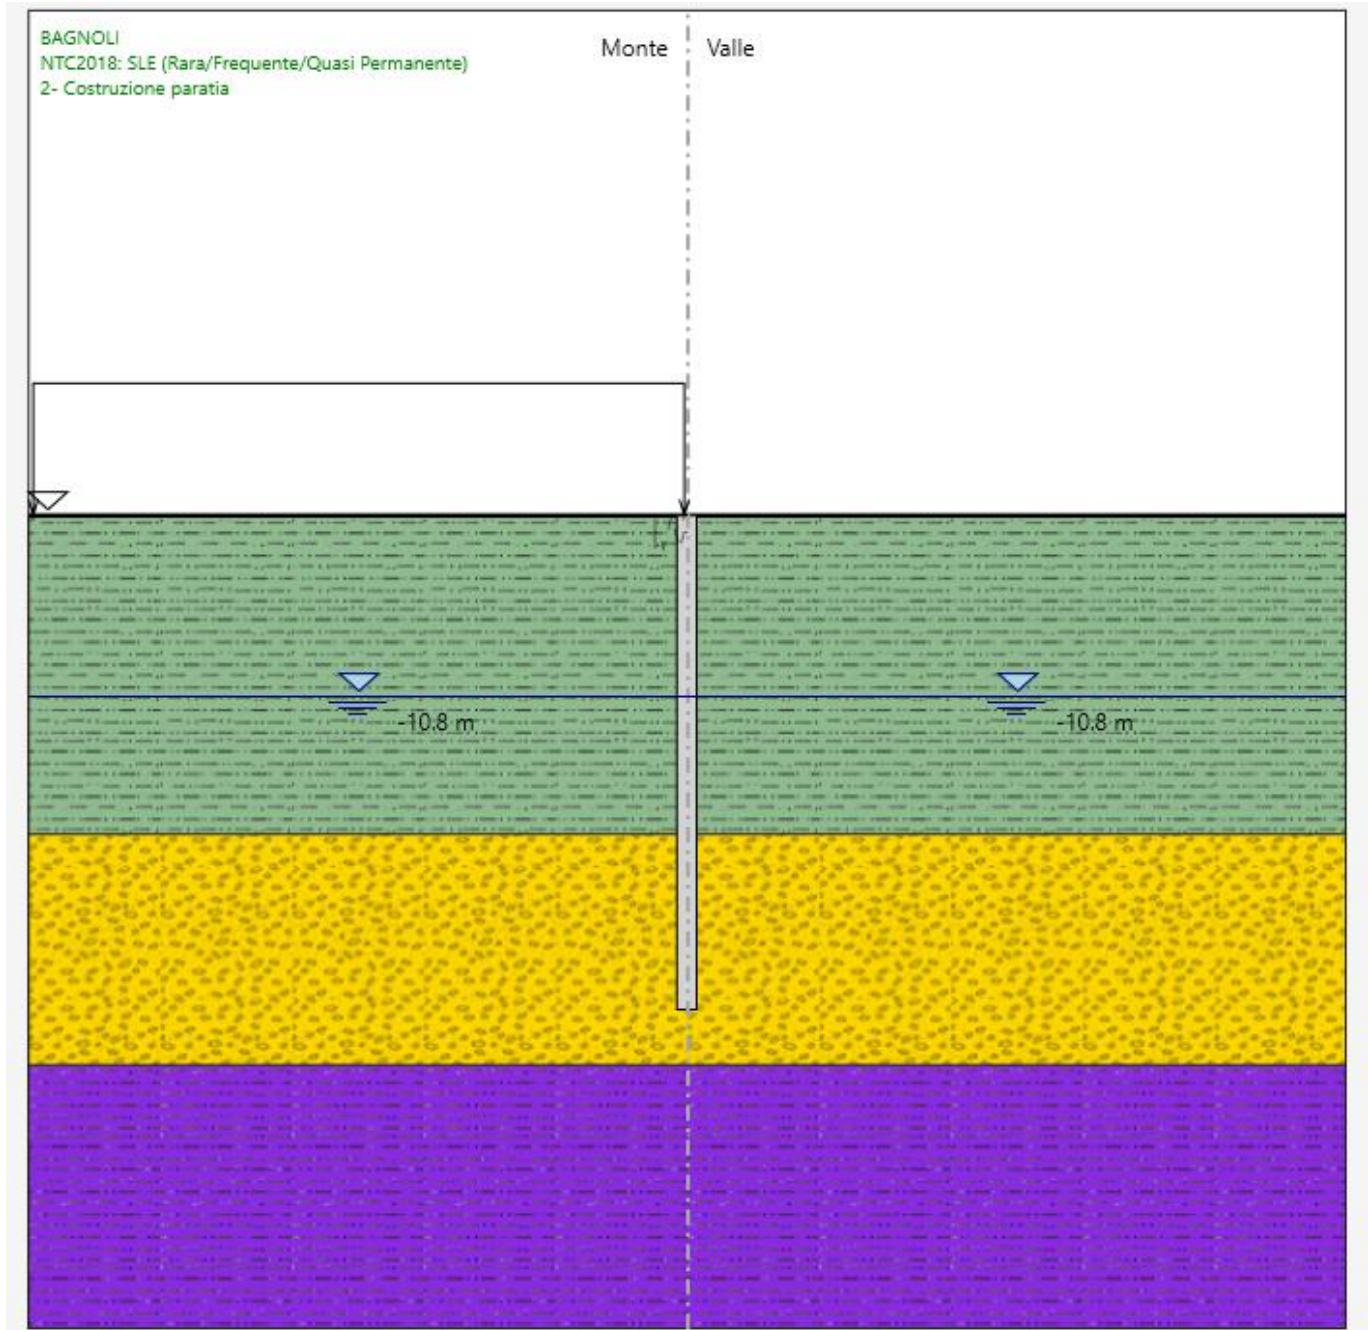 BAGNOLI
NTC2018: SLE (Rara/Frequente/Quasi Permanente)
2- Costruzione paratia
Monte Valle
-10.8 m -10.8 m